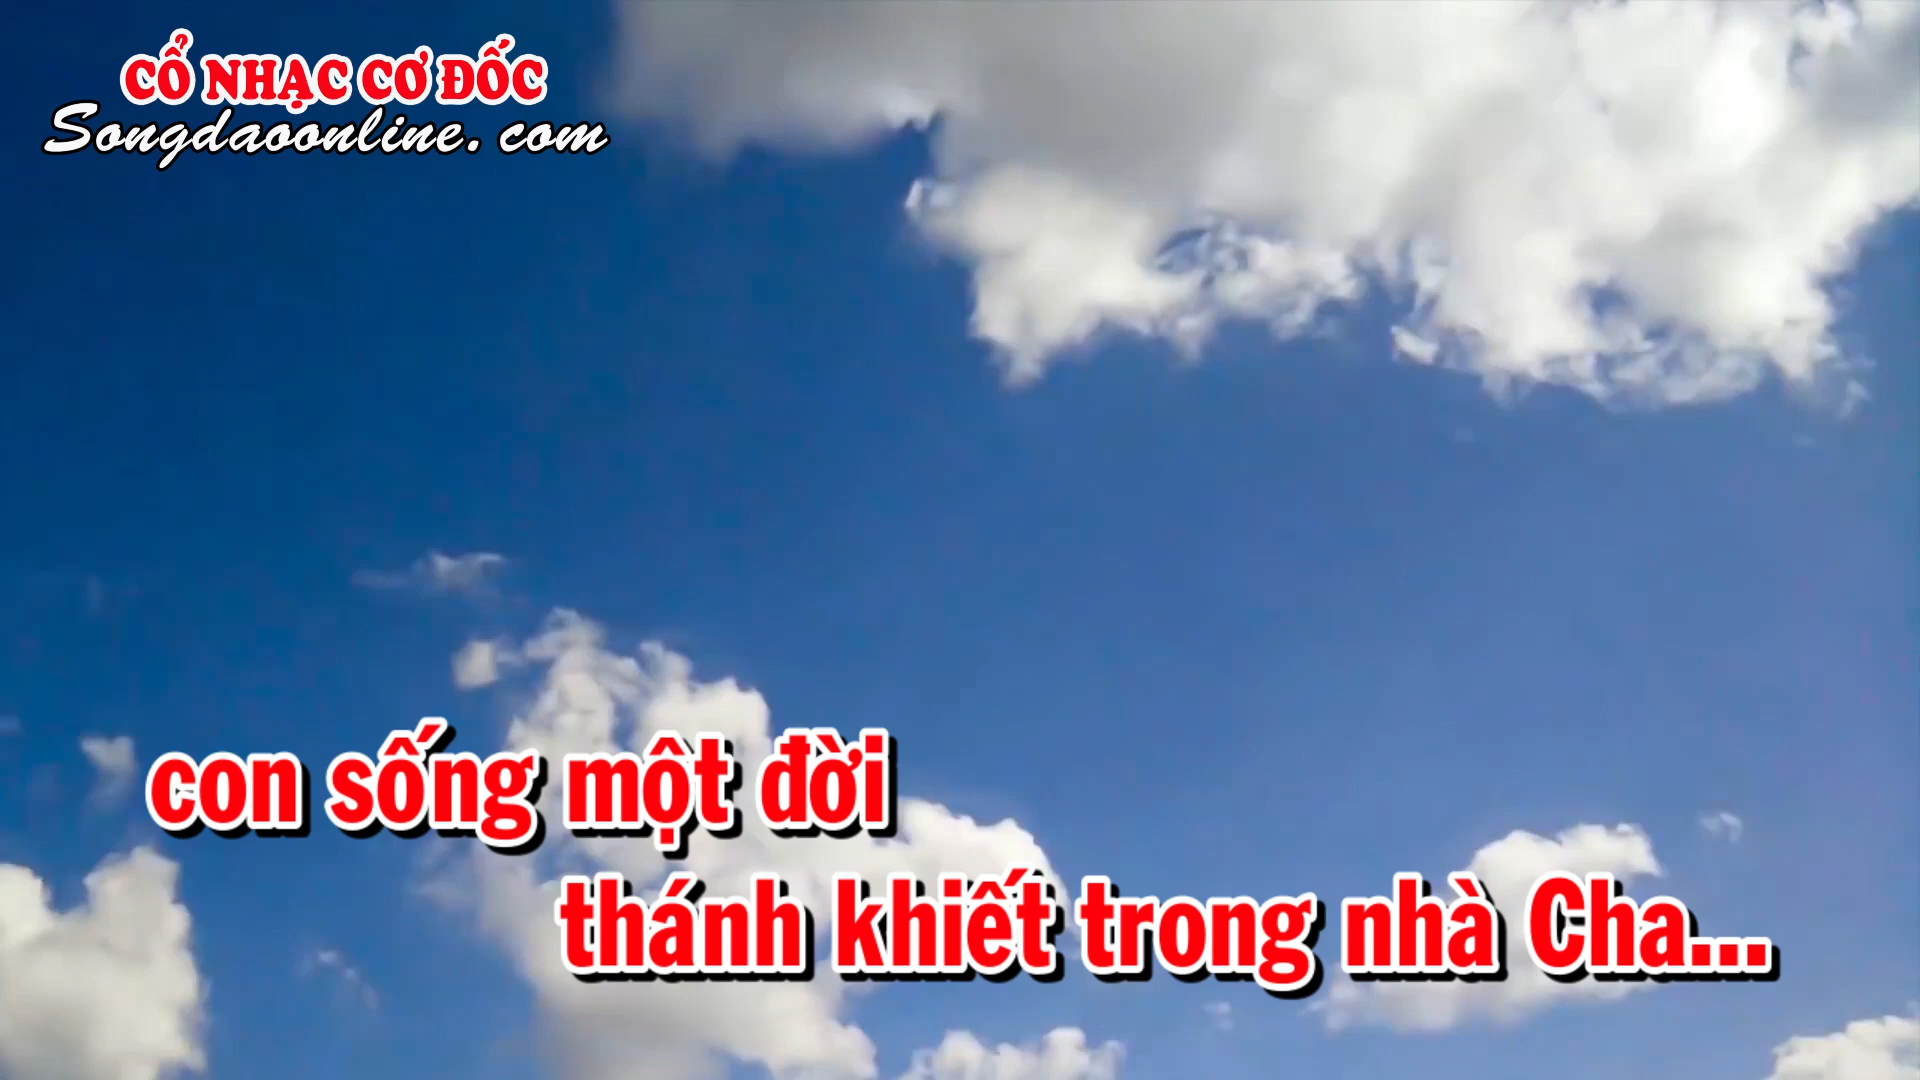 CỔ NHẠC CƠ ĐỐC
Songdaoonline.com
con sống một đời
thánh khiết trong nhà Cha...